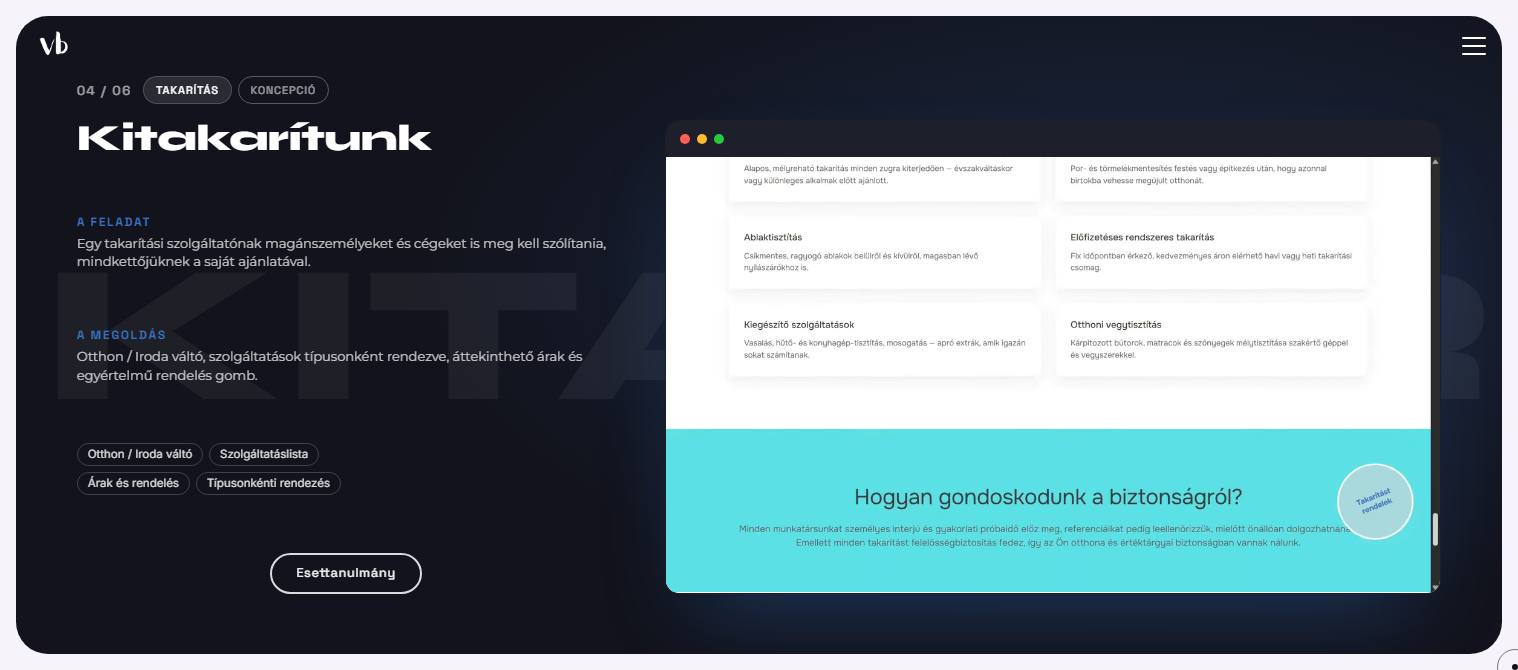 vb
04 / 06
TAKARÍTÁS
KONCEPCIÓ
Kitakarítunk
A FELADAT
Egy takarítási szolgáltatónak magánszemélyeket és cégeket is meg kell szólítania,
mindkettőjüknek a saját ajánlatával.
A MEGOLDÁS
Otthon / Iroda váltó, szolgáltatások típusonként rendezve, áttekinthető árak és
egyértelmű rendelés gomb.
Otthon / Iroda váltó
Szolgáltatáslista
Árak és rendelés
Típusonkénti rendezés
Esettanulmány
KITA
R
Alapos, mélyreható takarítás minden zugra kiterjedően — évszakváltáskor
vagy különleges alkalmak előtt ajánlott.
Por- és törmelékmentesítés festés vagy építkezés után, hogy azonnal
birtokba vehesse megújult otthonát.
Ablaktisztítás
Csíkmentes, ragyogó ablakok belülről és kívülről, magasban lévő
nyílászárókhoz is.
Előfizetéses rendszeres takarítás
Fix időpontban érkező, kedvezményes áron elérhető havi vagy heti takarítási
csomag.
Kiegészítő szolgáltatások
Vasalás, hűtő- és konyhagép-tisztítás, mosogatás — apró extrák, amik igazán
sokat számítanak.
Otthoni vegytisztítás
Kárpitozott bútorok, matracok és szőnyegek mélytisztítása szakértő géppel
és vegyszerekkel.
Hogyan gondoskodunk a biztonságról?
Minden munkatársunkat személyes interjú és gyakorlati próbaidő előz meg, referenciáikat pedig leellenőrizzük, mielőtt önállóan dolgozhatnána
Emellett minden takarítást felelősségbiztosítás fedez, így az Ön otthona és értéktárgyai biztonságban vannak nálunk.
Takarítást
rendelek